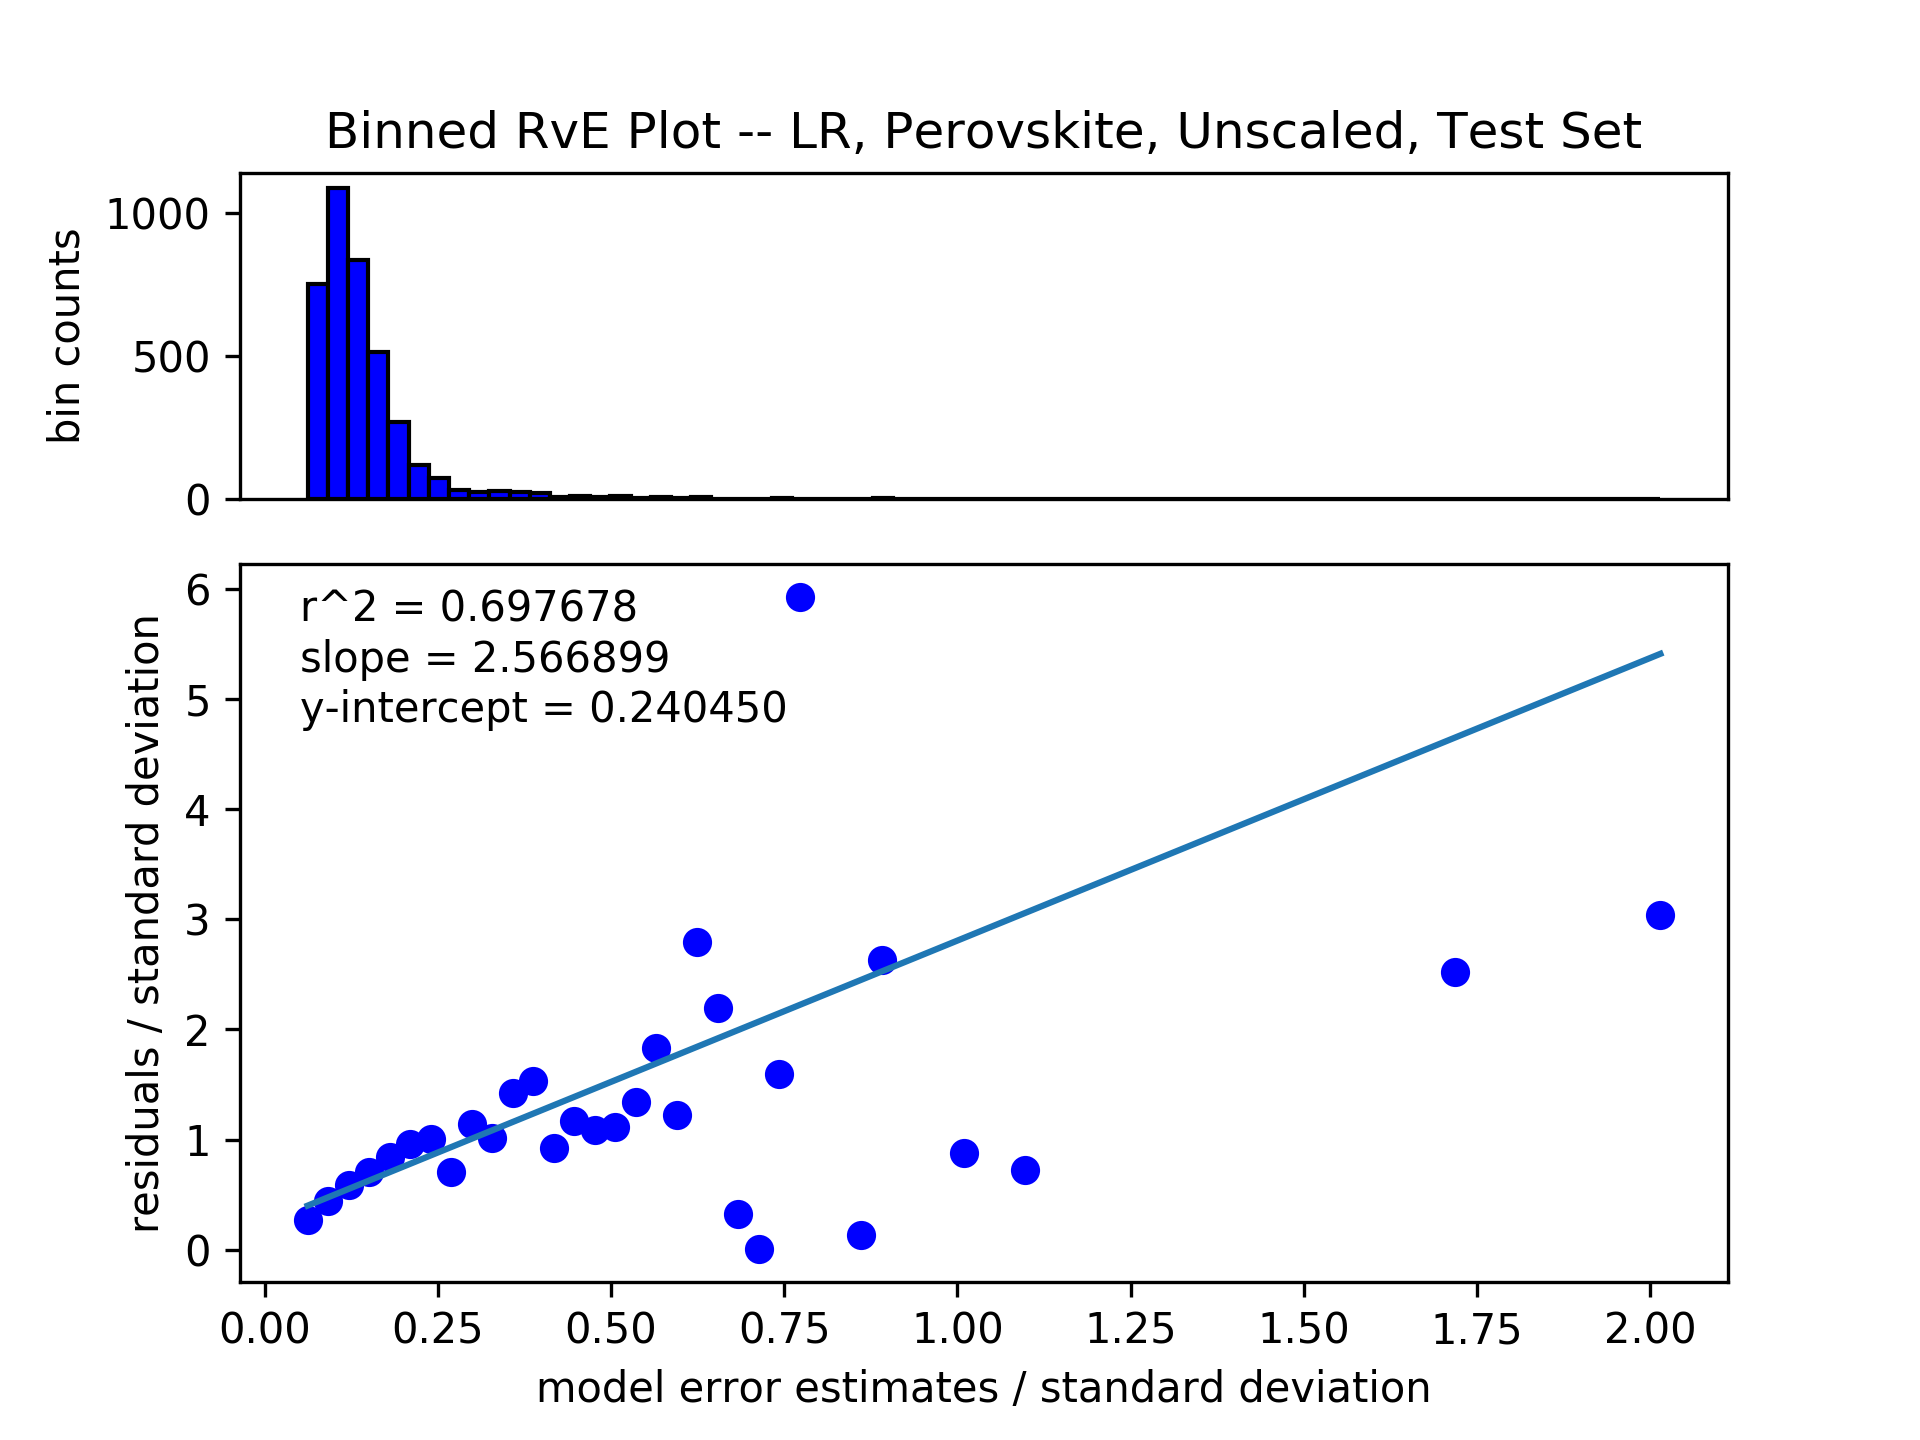 Binned RvE Plot -- LR, Perovskite, Unscaled, Test Set
bin counts
1000
500
0
residuals / standard deviation
6
5
4
3
2
1
0
r^2 = 0.697678
slope = 2.566899
y-intercept = 0.240450
0.00 0.25 0.50 0.75 1.00 1.25 1.50 1.75 2.00
model error estimates / standard deviation